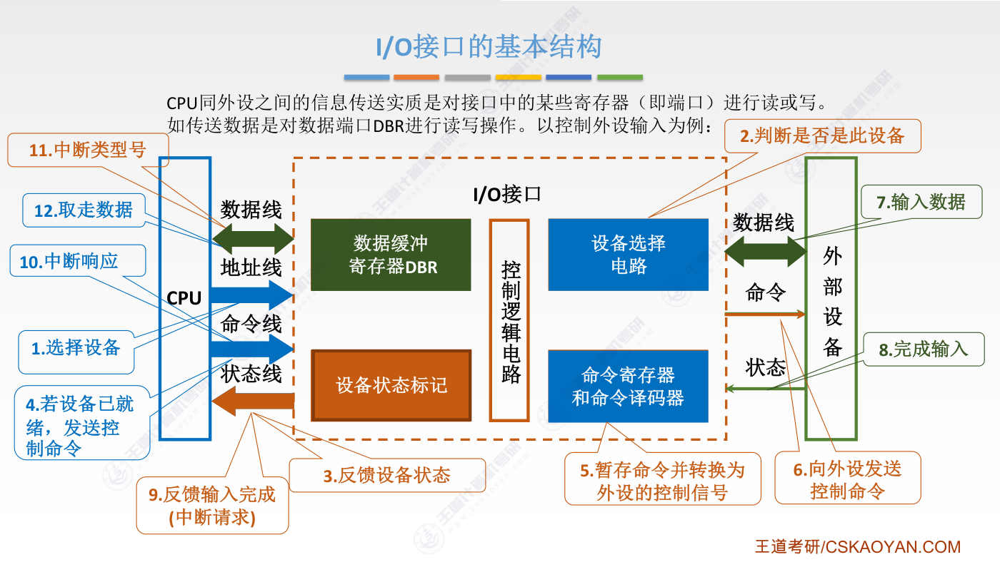 I/O接口的基本结构
CPU同外设之间的信息传送实质是对接口中的某些寄存器（即端口）进行读或写。
如传送数据是对数据端口DBR进行读写操作。以控制外设输入为例：
2.判断是否是此设备
11.中断类型号
I/O接口
7.输入数据
12.取走数据
数据线
数据线
数据缓冲
寄存器DBR
设备选择
电路
10.中断响应
地址线
控制逻辑电路
外部设备
CPU
命令
命令线
1.选择设备
8.完成输入
状态线
状态
设备状态标记
命令寄存器
和命令译码器
4.若设备已就
绪，发送控
制命令
3.反馈设备状态
5.暂存命令并转换为
外设的控制信号
6.向外设发送
控制命令
9.反馈输入完成
(中断请求)
王道考研/CSKAOYAN.COM